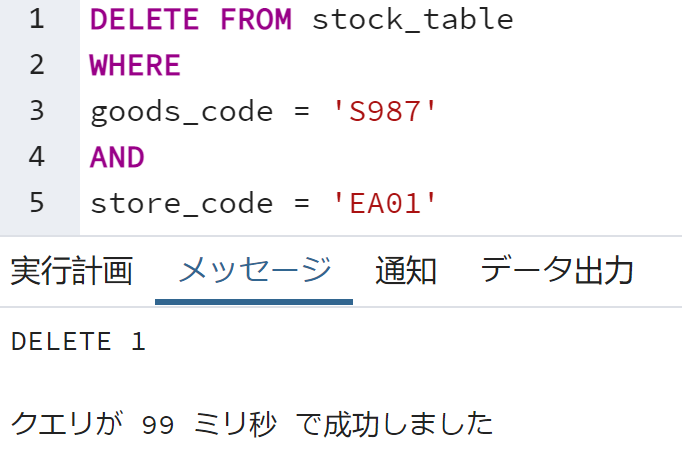 1 DELETE FROM stock_table
2 WHERE
3 goods_code = 'S987'
4 AND
5 store_code = 'EA01'
実行計画 メッセージ 通知 データ出力
DELETE 1
クエリが 99 ミリ秒 で成功しました